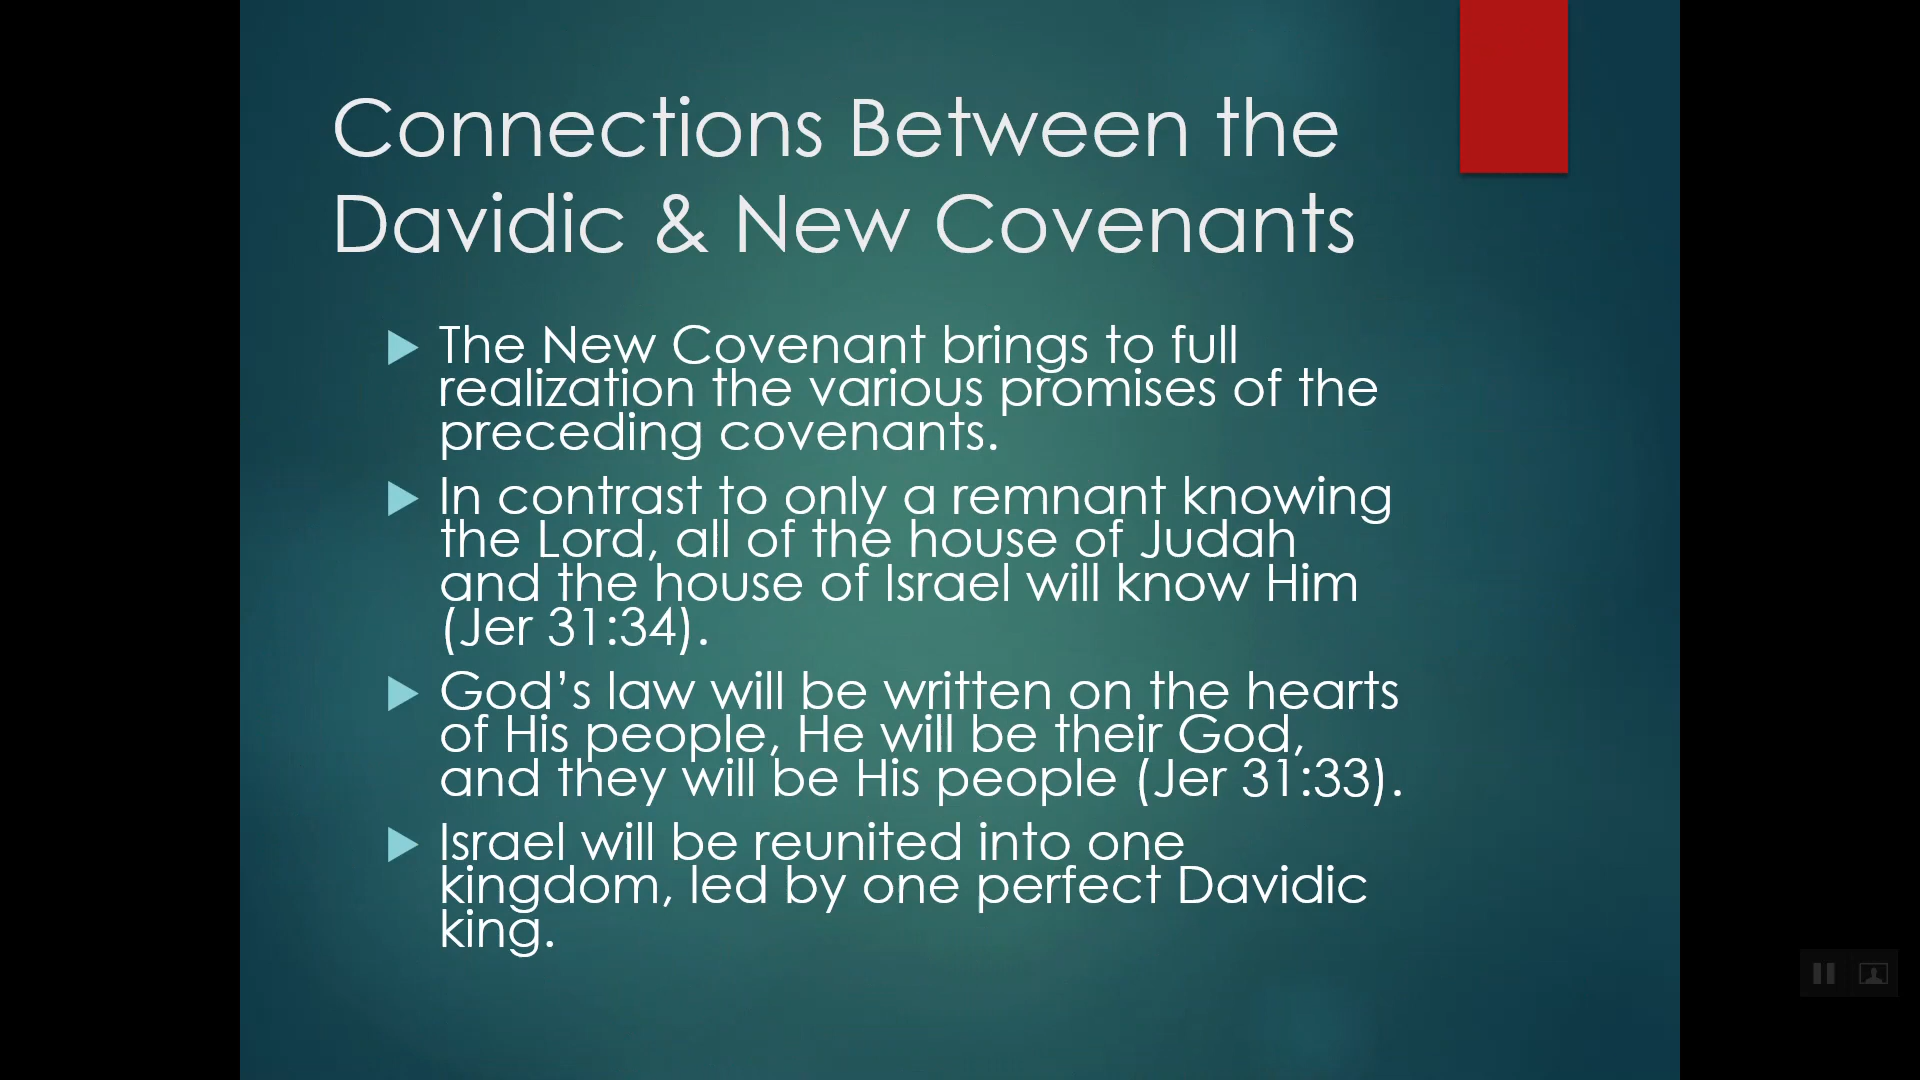 Connections Between the
Davidic & New Covenants
The New Covenant brings to full
realization the various promises of the
preceding covenants.
In contrast to only a remnant knowing
the Lord, all of the house of Judah
and the house of Israel will know Him
(Jer 31:34).
God’s law will be written on the hearts
of His people, He will be their God,
and they will be His people (Jer 31:33).
Israel will be reunited into one
kingdom, led by one perfect Davidic
king.